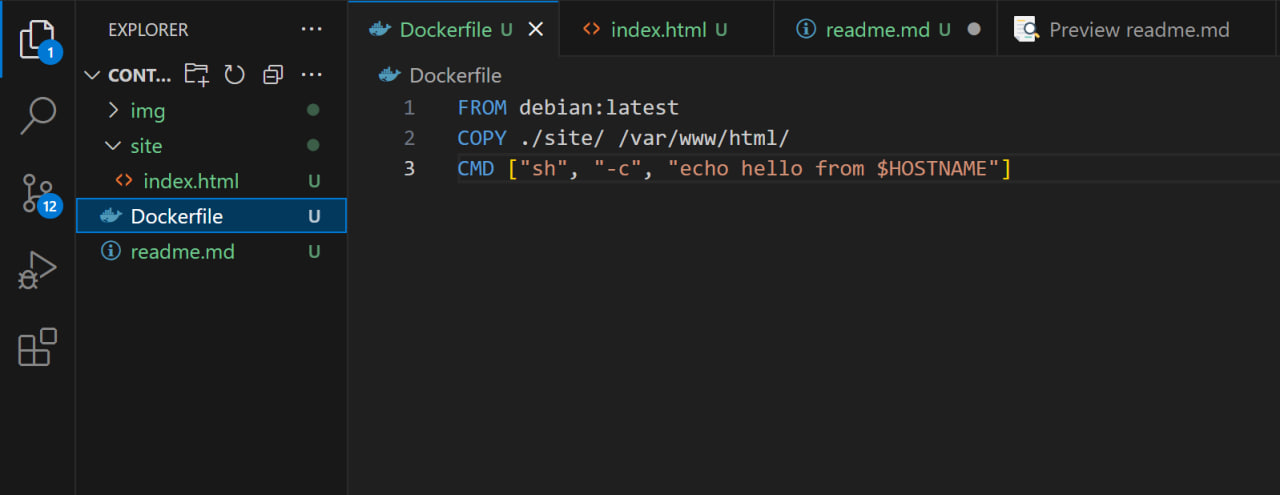 EXPLORER
Dockerfile U
index.html U
readme.md U
Preview readme.md
1
CONT...
Dockerfile
img
1 FROM debian:latest
site
2 COPY ./site/ /var/www/html/
index.html U
3 CMD ["sh", "-c", "echo hello from $HOSTNAME"]
12
Dockerfile U
readme.md U